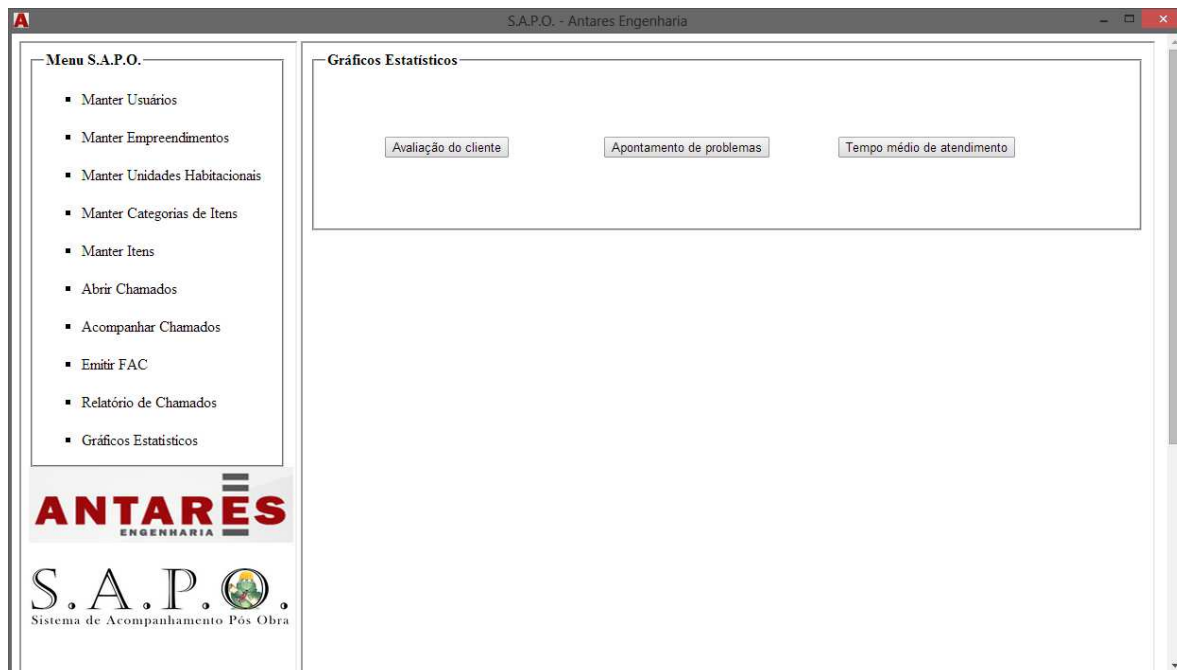 S.A.P.O. - Antares Engenharia
Menu S.A.P.O.
Manter Usuários
Manter Empreendimentos
Manter Unidades Habitacionais
Manter Categorias de Itens
Manter Itens
Abrir Chamados
Acompanhar Chamados
Emitir FAC
Relatório de Chamados
Gráficos Estatísticos
ANTARES
ENGENHARIA
S.A.P.O.
Sistema de Acompanhamento Pós Obra
Gráficos Estatísticos
Avaliação do cliente Apontamento de problemas Tempo médio de atendimento